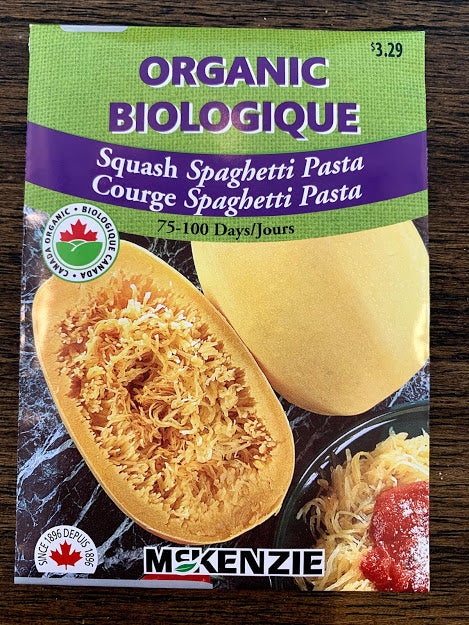 $3.29
ORGANIC
BIOLOGIQUE
Squash Spaghetti Pasta
Courge Spaghetti Pasta
75-100 Days/Jours
CANADA ORGANIC • BIOLOGIQUE CANADA •
SINCE 1896 DEPUIS 1896
McKENZIE